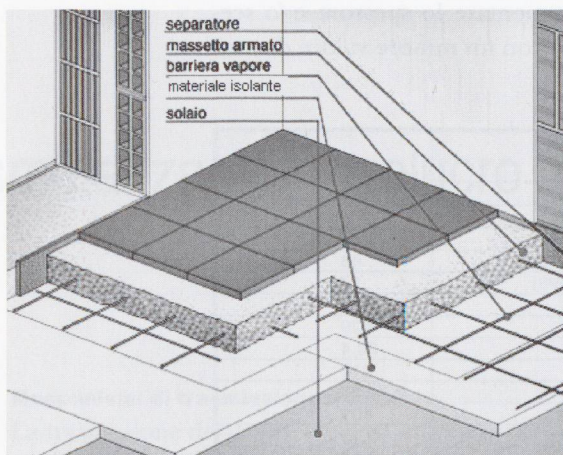 separatore
massetto armato
barriera vapore
materiale isolante
solaio